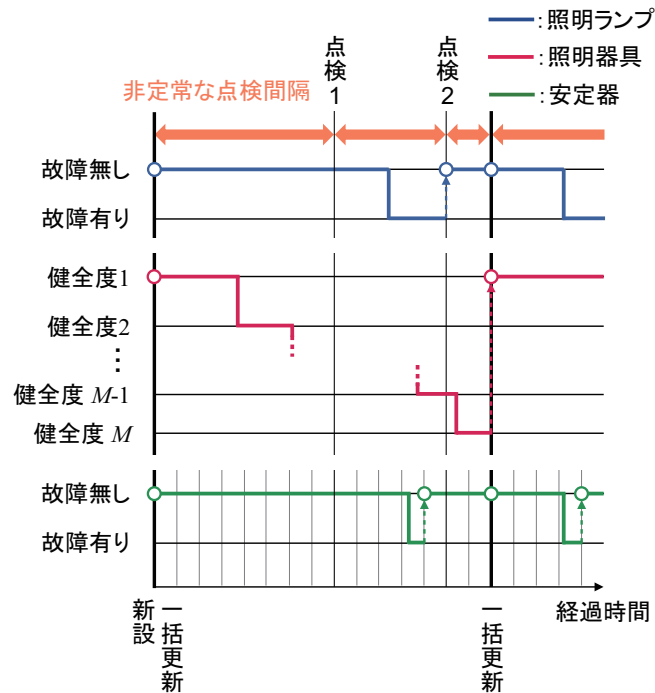 ：照明ランプ
：照明器具
：安定器
点検1
点検2
非定常な点検間隔
故障無し
故障有り
健全度1
健全度2
⋮
健全度 M-1
健全度 M
故障無し
故障有り
新設
一括更新
一括更新
経過時間